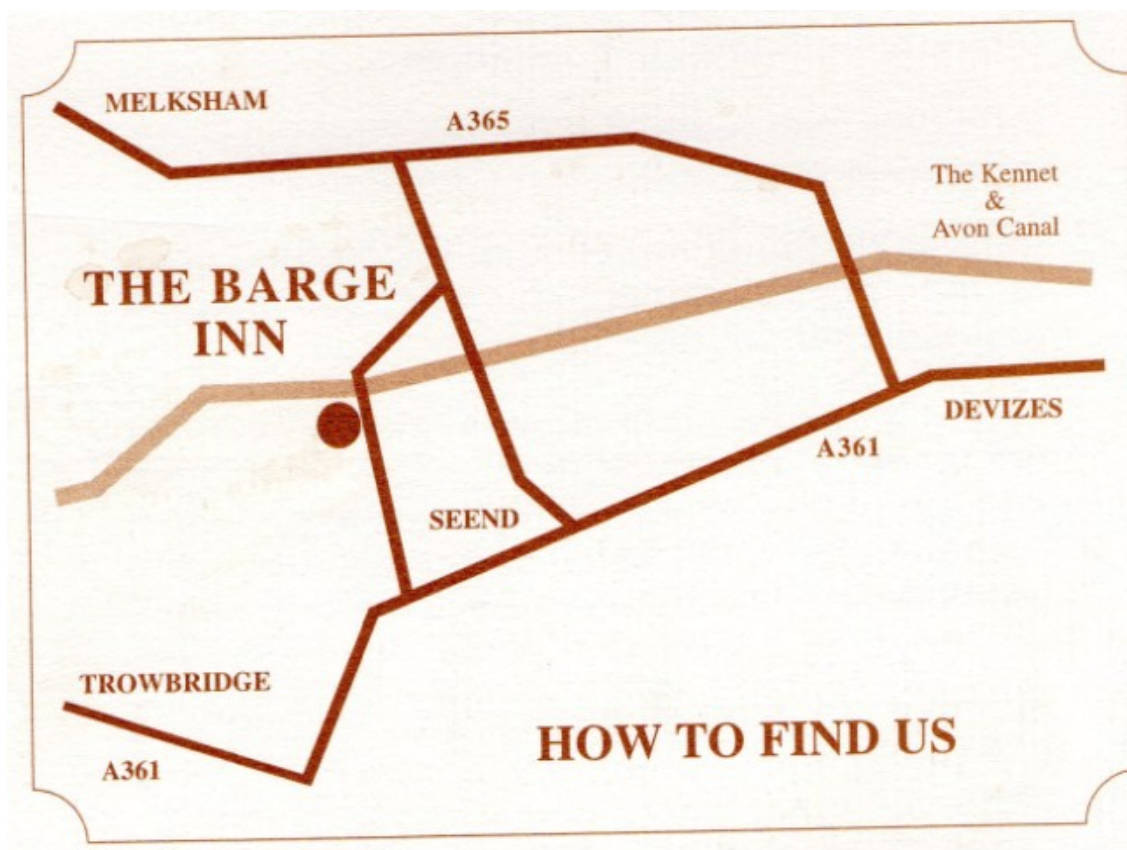 MELKSHAM
A365
The Kennet
&
Avon Canal
THE BARGE
INN
DEVIZES
A361
SEEND
TROWBRIDGE
A361
HOW TO FIND US